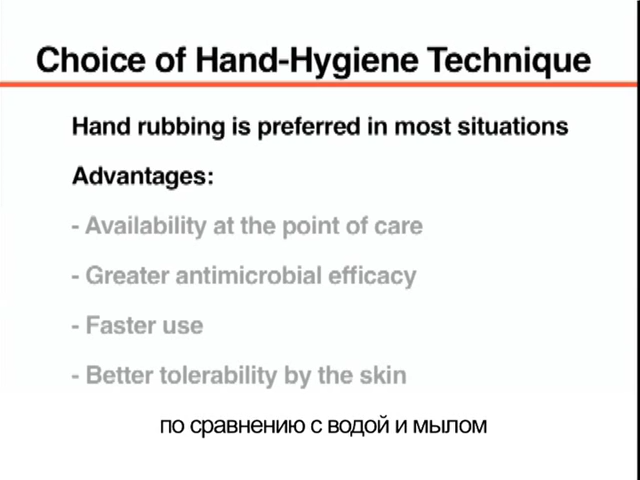 Choice of Hand-Hygiene Technique
Hand rubbing is preferred in most situations
Advantages:
- Availability at the point of care
- Greater antimicrobial efficacy
- Faster use
- Better tolerability by the skin
по сравнению с водой и мылом